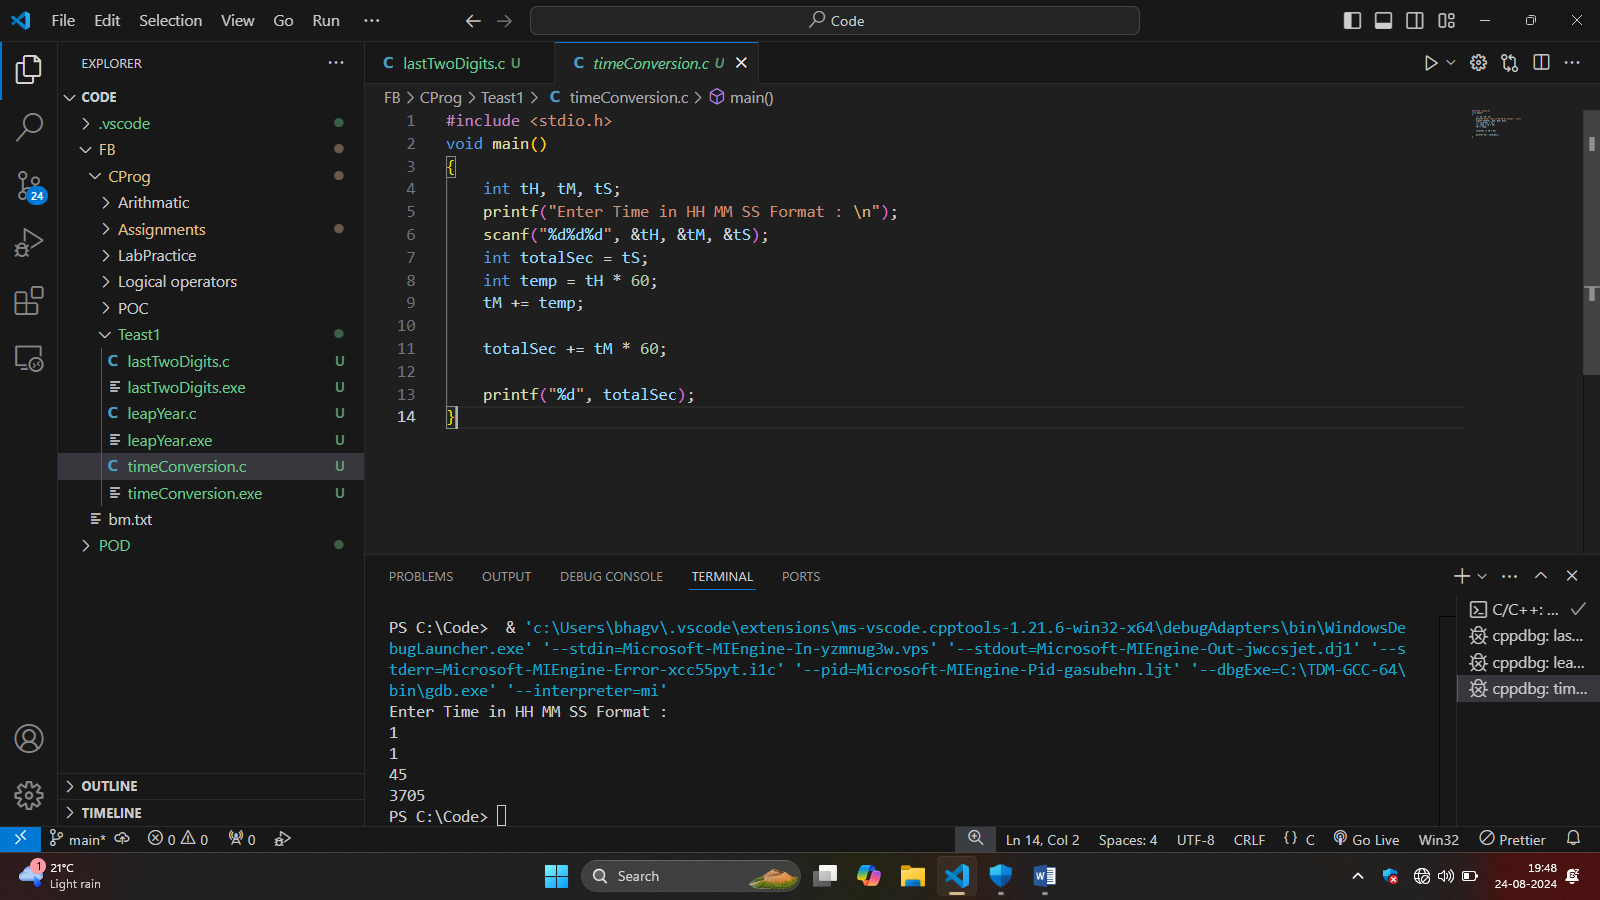 File Edit Selection View Go Run ··· Code
EXPLORER ···
CODE
.vscode
FB
CProg
Arithmatic
Assignments
LabPractice
Logical operators
POC
Teast1
C lastTwoDigits.c U
lastTwoDigits.exe U
C leapYear.c U
leapYear.exe U
C timeConversion.c U
timeConversion.exe U
bm.txt
POD
OUTLINE
TIMELINE
24
C lastTwoDigits.c U
C timeConversion.c U
FB > CProg > Teast1 > C timeConversion.c > main()
1 #include <stdio.h>
2 void main()
3 {
4 int tH, tM, tS;
5 printf("Enter Time in HH MM SS Format : \n");
6 scanf("%d%d%d", &tH, &tM, &tS);
7 int totalSec = tS;
8 int temp = tH * 60;
9 tM += temp;
10
11 totalSec += tM * 60;
12
13 printf("%d", totalSec);
14 }
PROBLEMS OUTPUT DEBUG CONSOLE TERMINAL PORTS
PS C:\Code>  & 'c:\Users\bhagv\.vscode\extensions\ms-vscode.cpptools-1.21.6-win32-x64\debugAdapters\bin\WindowsDe
bugLauncher.exe' '--stdin=Microsoft-MIEngine-In-yzmnug3w.vps' '--stdout=Microsoft-MIEngine-Out-jwccsjet.dj1' '--s
tderr=Microsoft-MIEngine-Error-xcc55pyt.i1c' '--pid=Microsoft-MIEngine-Pid-gasubehn.ljt' '--dbgExe=C:\TDM-GCC-64\
bin\gdb.exe' '--interpreter=mi'
Enter Time in HH MM SS Format :
1
1
45
3705
PS C:\Code>
C/C++: ...
cppdbg: las...
cppdbg: lea...
cppdbg: tim...
main* 0 0 0 Ln 14, Col 2 Spaces: 4 UTF-8 CRLF {} C Go Live Win32 Prettier
1
21°C
Light rain
Search
19:48
24-08-2024